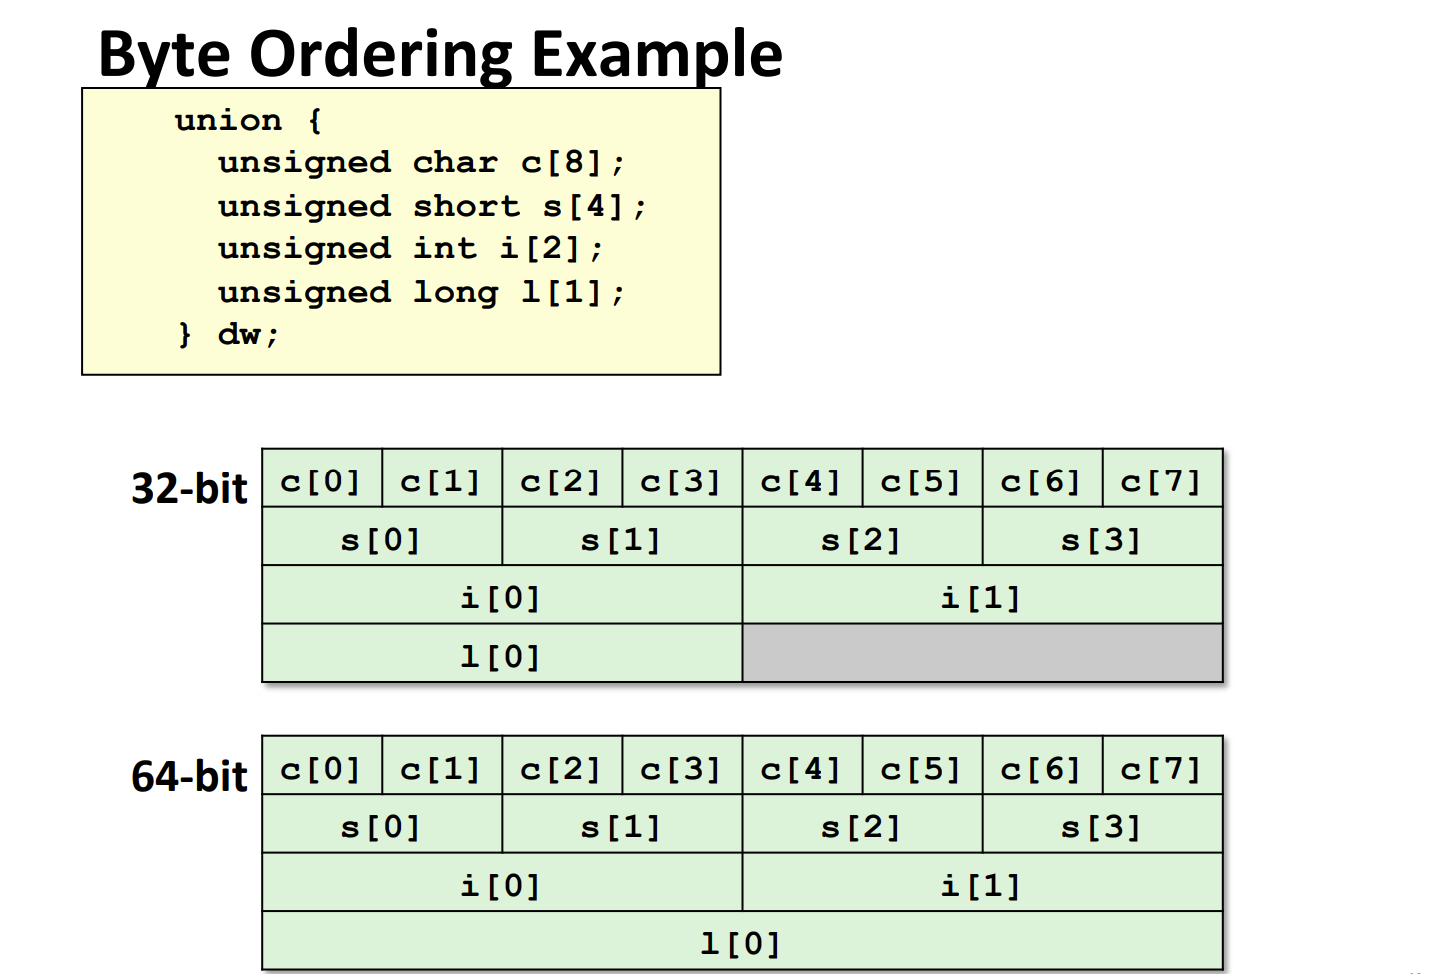 Byte Ordering Example
union {
unsigned char c[8];
unsigned short s[4];
unsigned int i[2];
unsigned long l[1];
} dw;
32-bit
c[0] c[1] c[2] c[3] c[4] c[5] c[6] c[7]
s[0] s[1] s[2] s[3]
i[0] i[1]
l[0]
64-bit
c[0] c[1] c[2] c[3] c[4] c[5] c[6] c[7]
s[0] s[1] s[2] s[3]
i[0] i[1]
l[0]